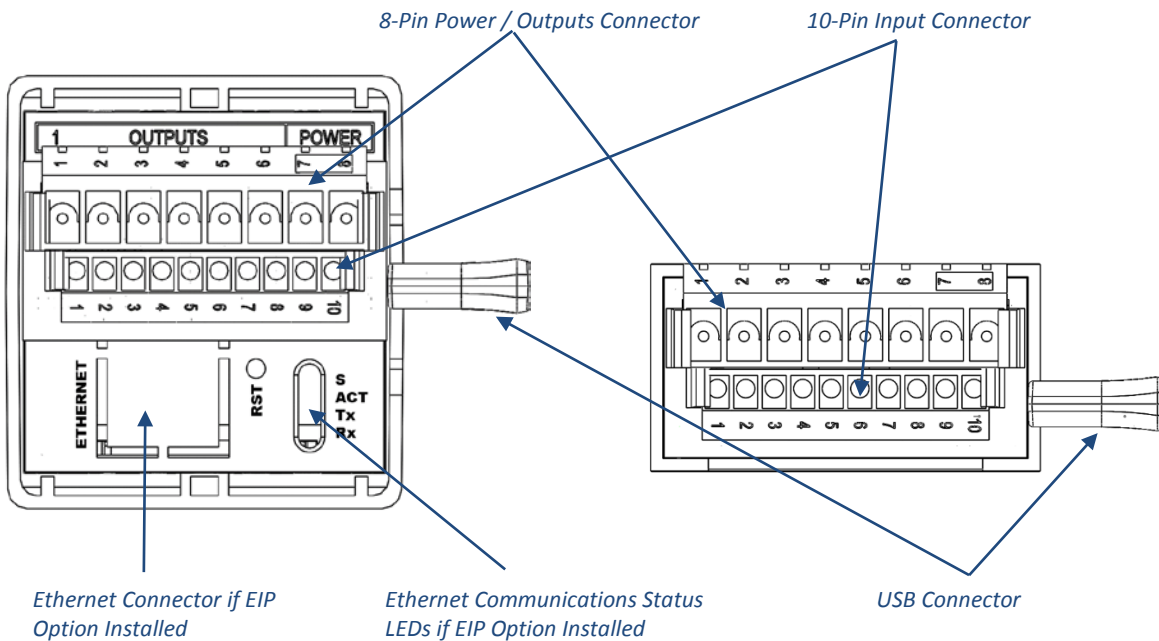 8-Pin Power / Outputs Connector
10-Pin Input Connector
1 OUTPUTS POWER
1 2 3 4 5 6 7 8
1 2 3 4 5 6 7 8 9 10
ETHERNET
RST
S
ACT
Tx
Rx
1 2 3 4 5 6 7 8
1 2 3 4 5 6 7 8 9 10
Ethernet Connector if EIP
Option Installed
Ethernet Communications Status
LEDs if EIP Option Installed
USB Connector